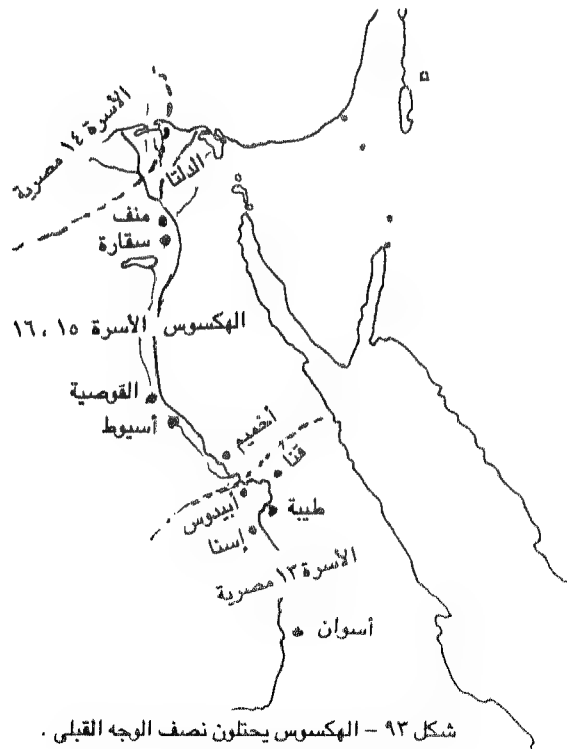 الأسرة ١٤ مصرية
الدلتا
منف
سقارة
الهكسوس الأسرة ١٥ ، ١٦
القوصية
أسيوط
أخميم
قنا
أبيدوس
طيبة
إسنا
الأسرة ١٣ مصرية
أسوان
شكل ٩٣ – الهكسوس يحتلون نصف الوجه القبلى .